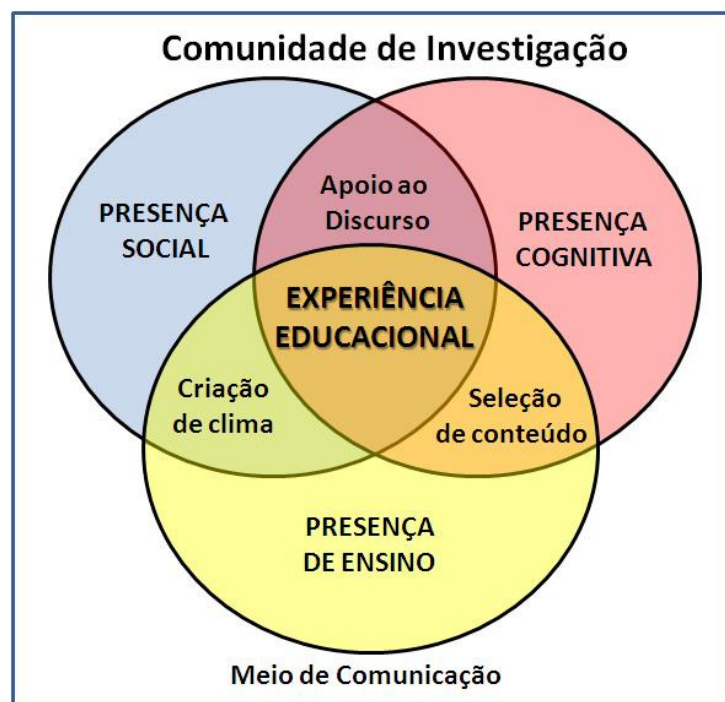 Comunidade de Investigação
Apoio ao
Discurso
PRESENÇA
SOCIAL
PRESENÇA
COGNITIVA
EXPERIÊNCIA
EDUCACIONAL
Criação
de clima
Seleção
de conteúdo
PRESENÇA
DE ENSINO
Meio de Comunicação